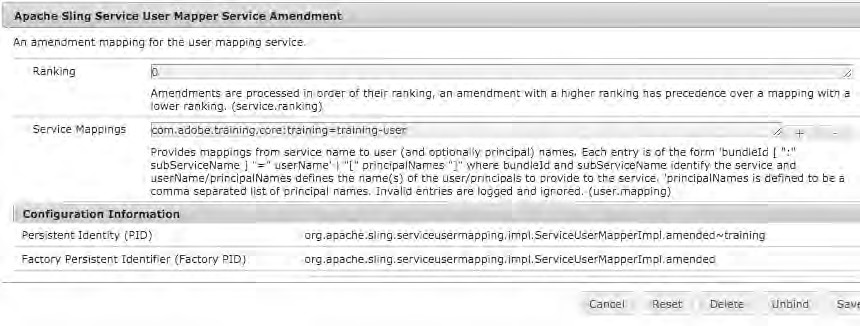 Apache Sling Service User Mapper Service Amendment
An amendment mapping for the user mapping service.
Ranking
0
Amendments are processed in order of their ranking, an amendment with a higher ranking has precedence over a mapping with a
lower ranking. (service.ranking)
Service Mappings
com.adobe.training.core:training=training-user
+ -
Provides mappings from service name to user (and optionally principal) names. Each entry is of the form 'bundleId [ ":"
subServiceName ] "=" userName' | "[" principalNames "]" where bundleId and subServiceName identify the service and
userName/principalNames defines the name(s) of the user/principals to provide to the service. 'principalNames is defined to be a
comma separated list of principal names. Invalid entries are logged and ignored. (user.mapping)
Configuration Information
Persistent Identity (PID)
org.apache.sling.serviceusermapping.impl.ServiceUserMapperImpl.amended~training
Factory Persistent Identifier (Factory PID)
org.apache.sling.serviceusermapping.impl.ServiceUserMapperImpl.amended
Cancel Reset Delete Unbind Save